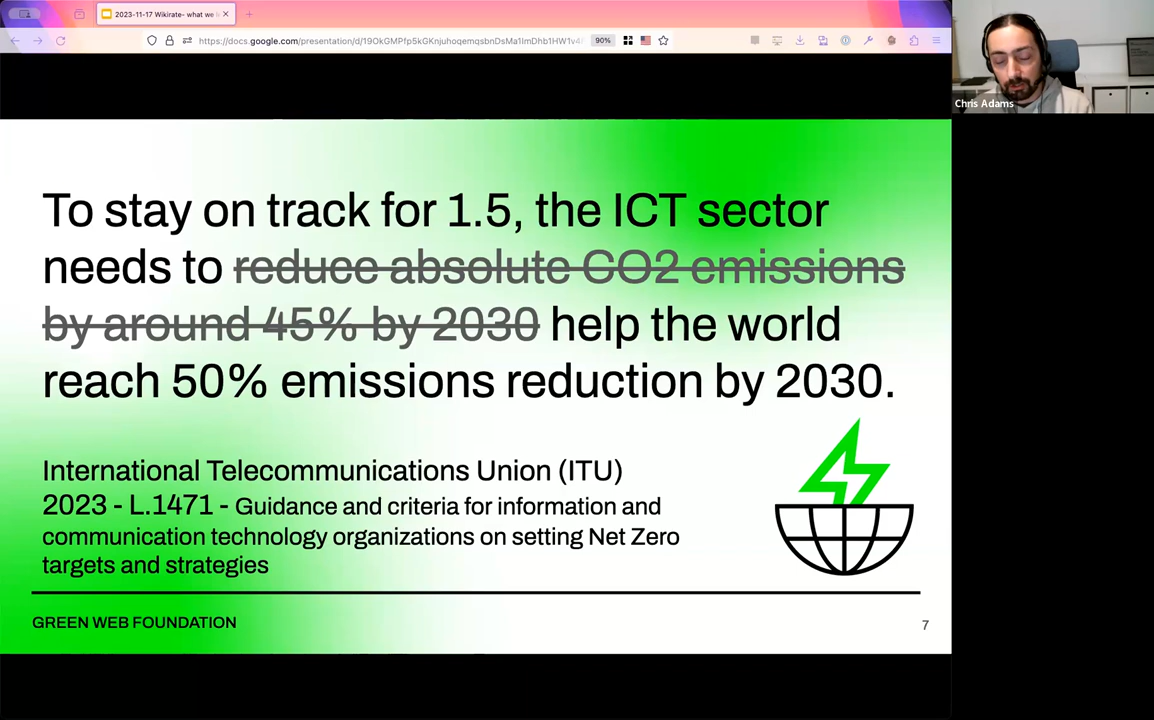 2023-11-17 Wikirate- what we l
https://docs.google.com/presentation/d/19OkGMPfp5kGKnjuhoqemqsbnDsMa1ImDhb1HW1v4
90%
Chris Adams
To stay on track for 1.5, the ICT sector
needs to reduce absolute CO2 emissions
by around 45% by 2030 help the world
reach 50% emissions reduction by 2030.
International Telecommunications Union (ITU)
2023 - L.1471 - Guidance and criteria for information and
communication technology organizations on setting Net Zero
targets and strategies
GREEN WEB FOUNDATION
7